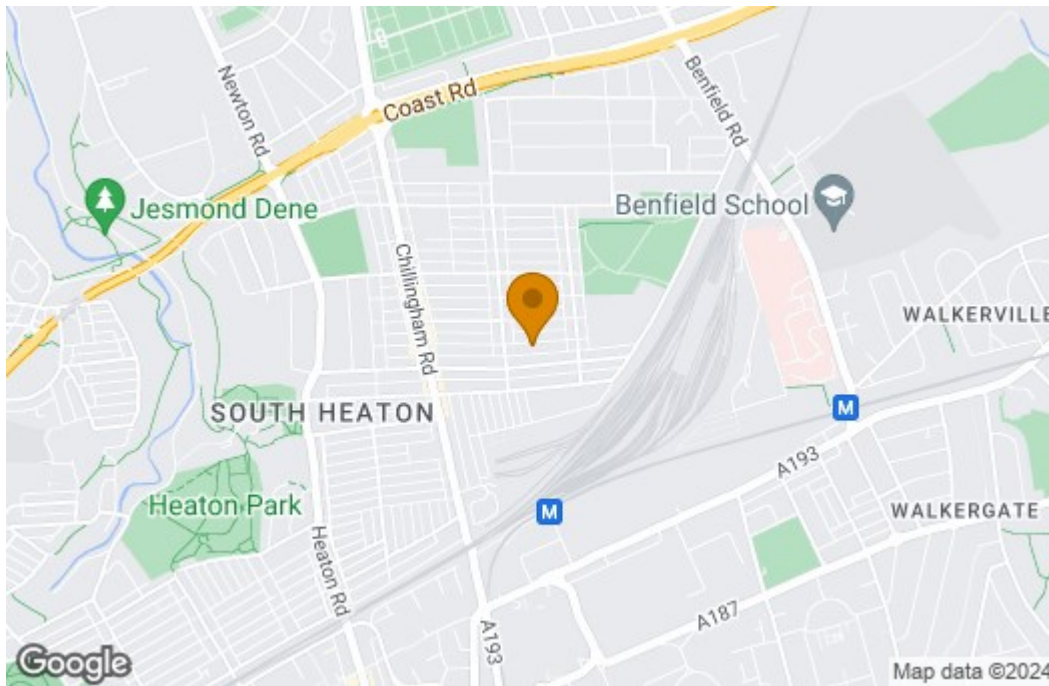 Coast Rd
Newton Rd
Benfield Rd
Jesmond Dene
Benfield School
Chillingham Rd
WALKERVILLE
SOUTH HEATON
M
A193
Heaton Park
M
WALKERGATE
Heaton Rd
A193
A187
Google
Map data ©2024